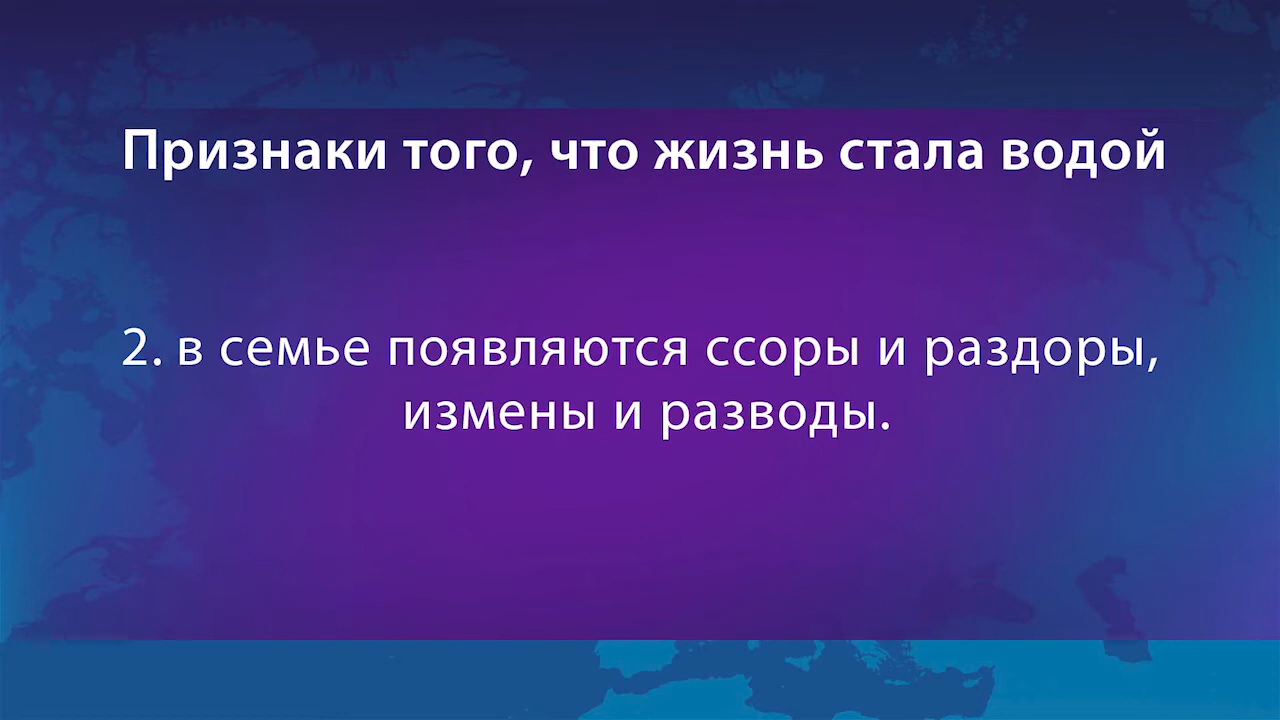 Признаки того, что жизнь стала водой
2. в семье появляются ссоры и раздоры,
измены и разводы.